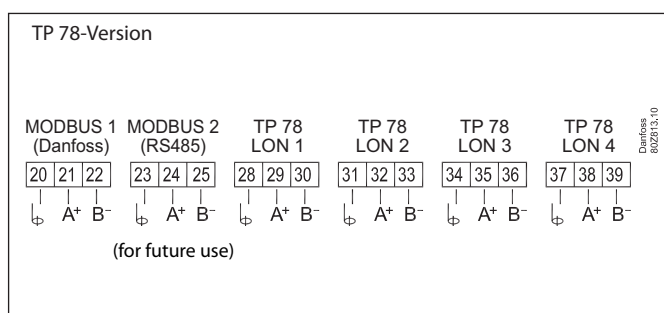 TP 78-Version
MODBUS 1 MODBUS 2 TP 78 TP 78 TP 78 TP 78
(Danfoss) (RS485) LON 1 LON 2 LON 3 LON 4
20 21 22 23 24 25 28 29 30 31 32 33 34 35 36 37 38 39
A+ B- A+ B- A+ B- A+ B- A+ B- A+ B-
(for future use)
Danfoss
80Z813.10